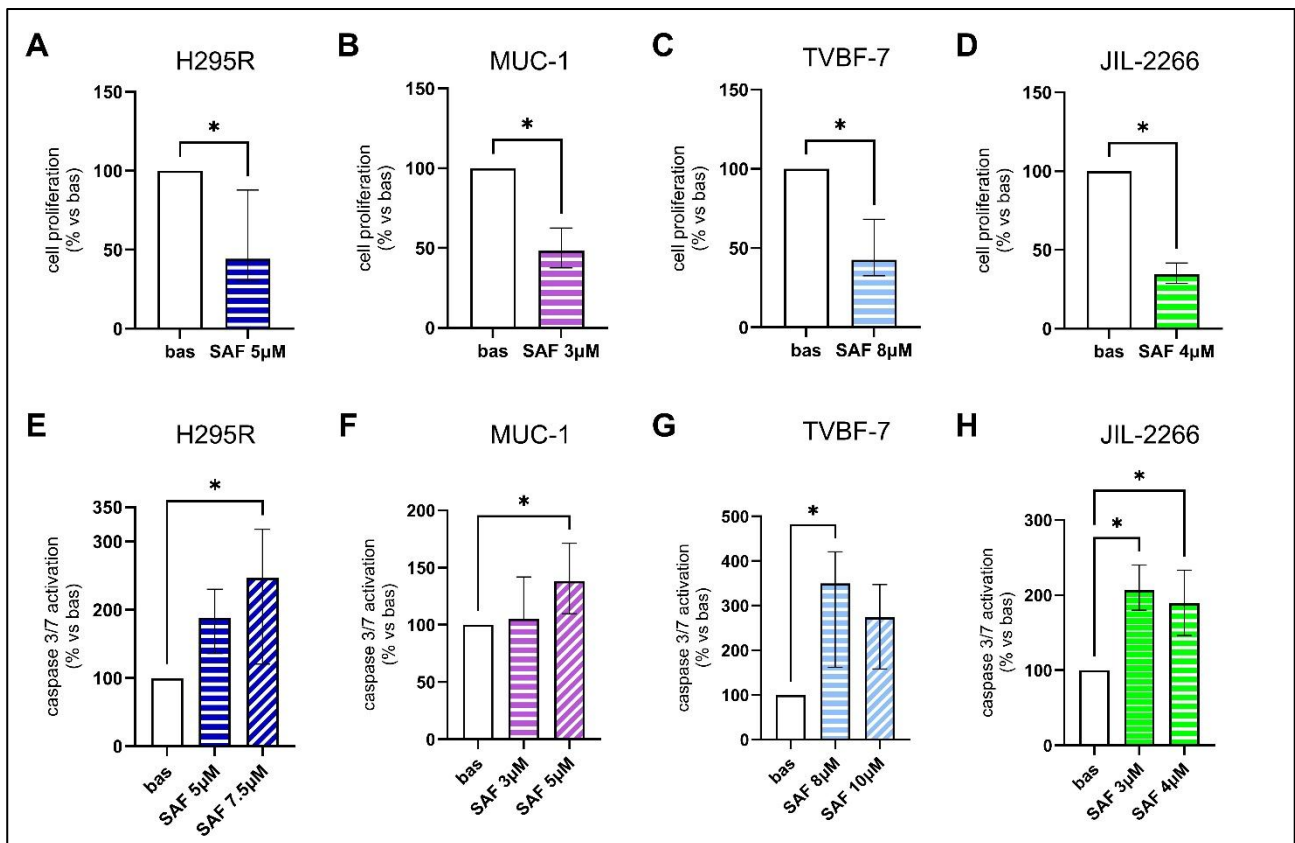 A
H295R
cell proliferation
(% vs bas)
150
100
50
0
*
bas
SAF 5µM
B
MUC-1
cell proliferation
(% vs bas)
150
100
50
0
*
bas
SAF 3µM
C
TVBF-7
cell proliferation
(% vs bas)
150
100
50
0
*
bas
SAF 8µM
D
JIL-2266
cell proliferation
(% vs bas)
150
100
50
0
*
bas
SAF 4µM
E
H295R
caspase 3/7 activation
(% vs bas)
350
300
250
200
150
100
50
0
*
bas
SAF 5µM
SAF 7.5µM
F
MUC-1
caspase 3/7 activation
(% vs bas)
200
150
100
50
0
*
bas
SAF 3µM
SAF 5µM
G
TVBF-7
caspase 3/7 activation
(% vs bas)
500
400
300
200
100
0
*
bas
SAF 8µM
SAF 10µM
H
JIL-2266
caspase 3/7 activation
(% vs bas)
300
200
100
0
*
*
bas
SAF 3µM
SAF 4µM